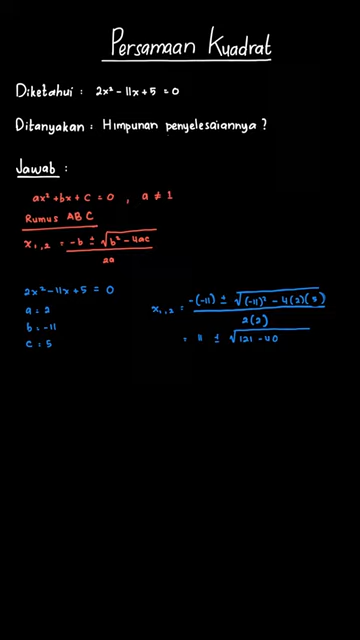 Persamaan Kuadrat
Diketahui : 2x² - 11x + 5 = 0
Ditanyakan : Himpunan penyelesaiannya ?
Jawab :
ax² + bx + c = 0 , a ≠ 1
Rumus ABC
x₁,₂ = -b ± √(b² - 4ac) / 2a
2x² - 11x + 5 = 0
a = 2
b = -11
c = 5
x₁,₂ = -(-11) ± √((-11)² - 4(2)(5)) / 2(2)
= 11 ± √(121 - 40